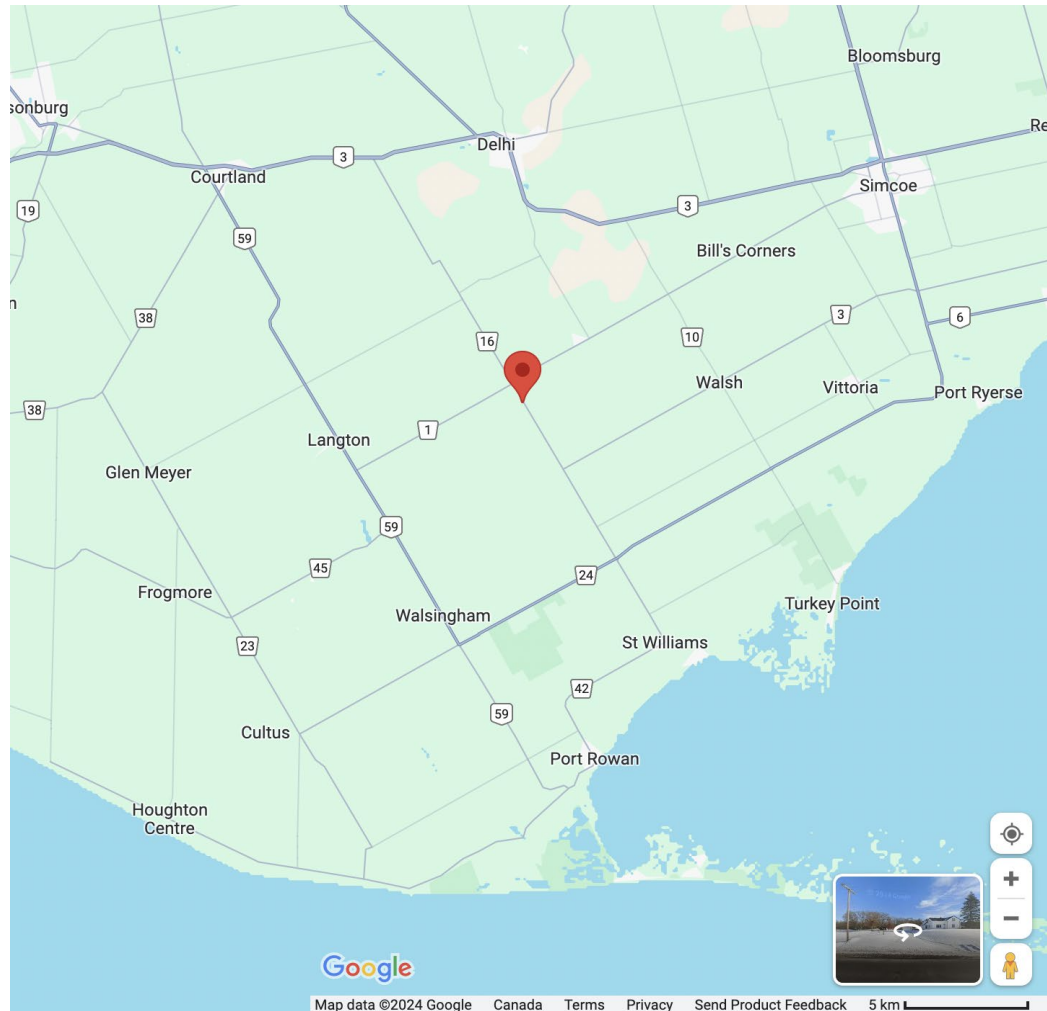 Bloomsburg
sonburg
Re
Delhi
3
Courtland
Simcoe
19
3
59
Bill's Corners
n
38
3
6
16
10
Walsh
Vittoria
Port Ryerse
38
1
Langton
Glen Meyer
59
45
24
Frogmore
Turkey Point
Walsingham
23
St Williams
42
59
Cultus
Port Rowan
Houghton
Centre
Google
Map data ©2024 Google Canada Terms Privacy Send Product Feedback 5 km